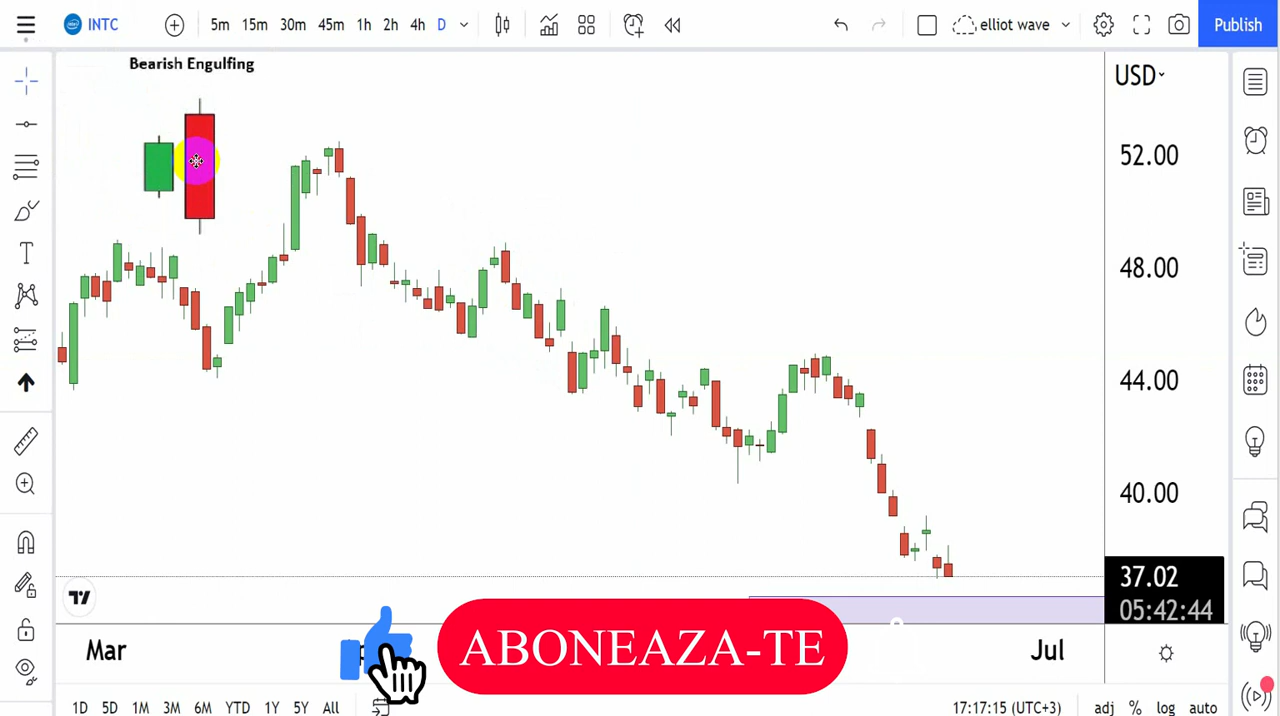 INTC 5m 15m 30m 45m 1h 2h 4h D elliot wave Publish
Bearish Engulfing
USD
52.00
48.00
44.00
40.00
37.02
05:42:44
Mar Jul
ABONEAZA-TE
1D 5D 1M 3M 6M YTD 1Y 5Y All 17:17:15 (UTC+3) adj % log auto